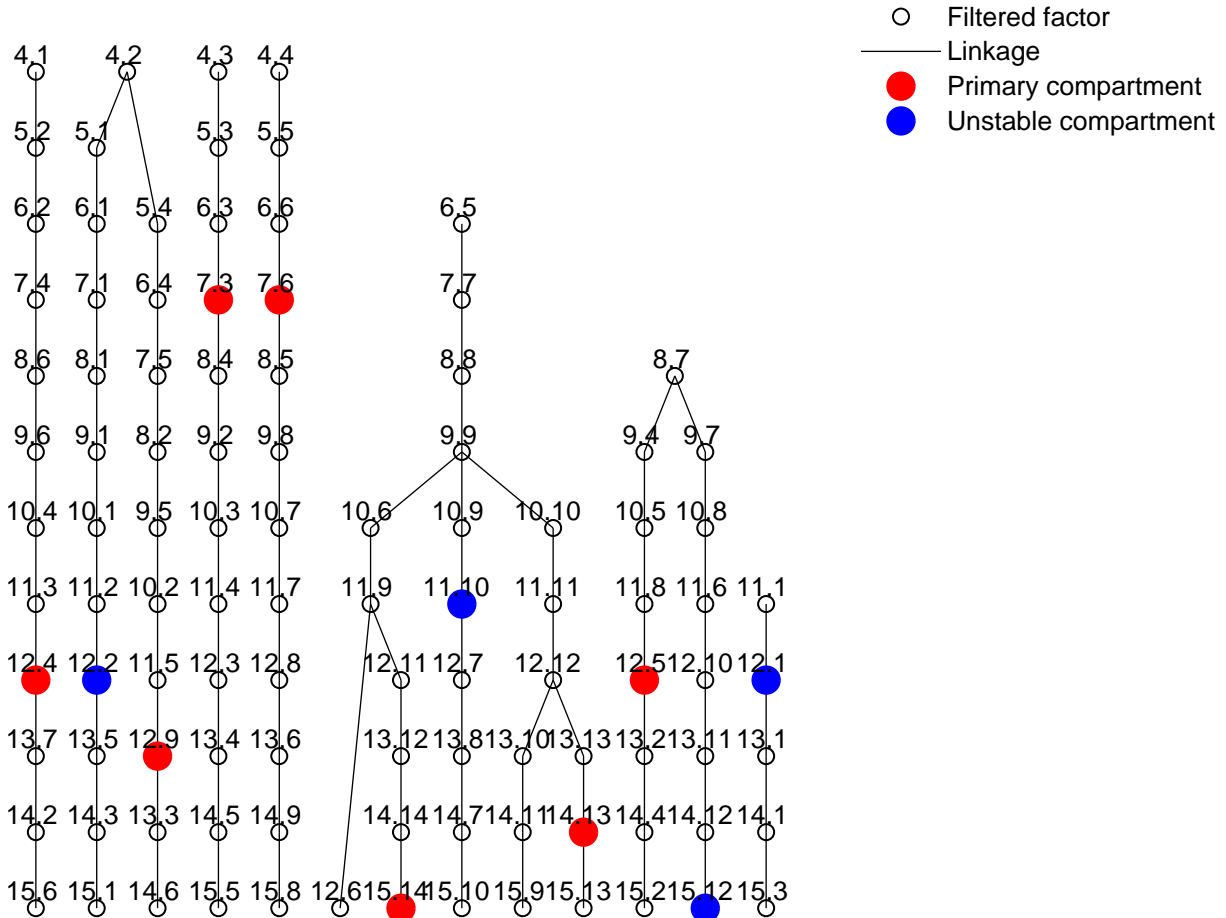 Filtered factor
Linkage
Primary compartment
Unstable compartment
4,1 4,2 4,3 4,4
5,2 5,1 5,3 5,5
6,2 6,1 5,4 6,3 6,6 6,5
7,4 7,1 6,4 7,3 7,6 7,7
8,6 8,1 7,5 8,4 8,5 8,8 8,7
9,6 9,1 8,2 9,2 9,8 9,9 9,4 9,7
10,4 10,1 9,5 10,3 10,7 10,6 10,9 10,10 10,5 10,8
11,3 11,2 10,2 11,4 11,7 11,9 11,10 11,11 11,8 11,6 11,1
12,4 12,2 11,5 12,3 12,8 12,11 12,7 12,12 12,5 12,10 12,1
13,7 13,5 12,9 13,4 13,6 13,12 13,8 13,10 13,13 13,2 13,11 13,1
14,2 14,3 13,3 14,5 14,9 14,14 14,7 14,11 14,13 14,4 14,12 14,1
15,6 15,1 14,6 15,5 15,8 12,6 15,14 15,10 15,9 15,13 15,2 15,12 15,3